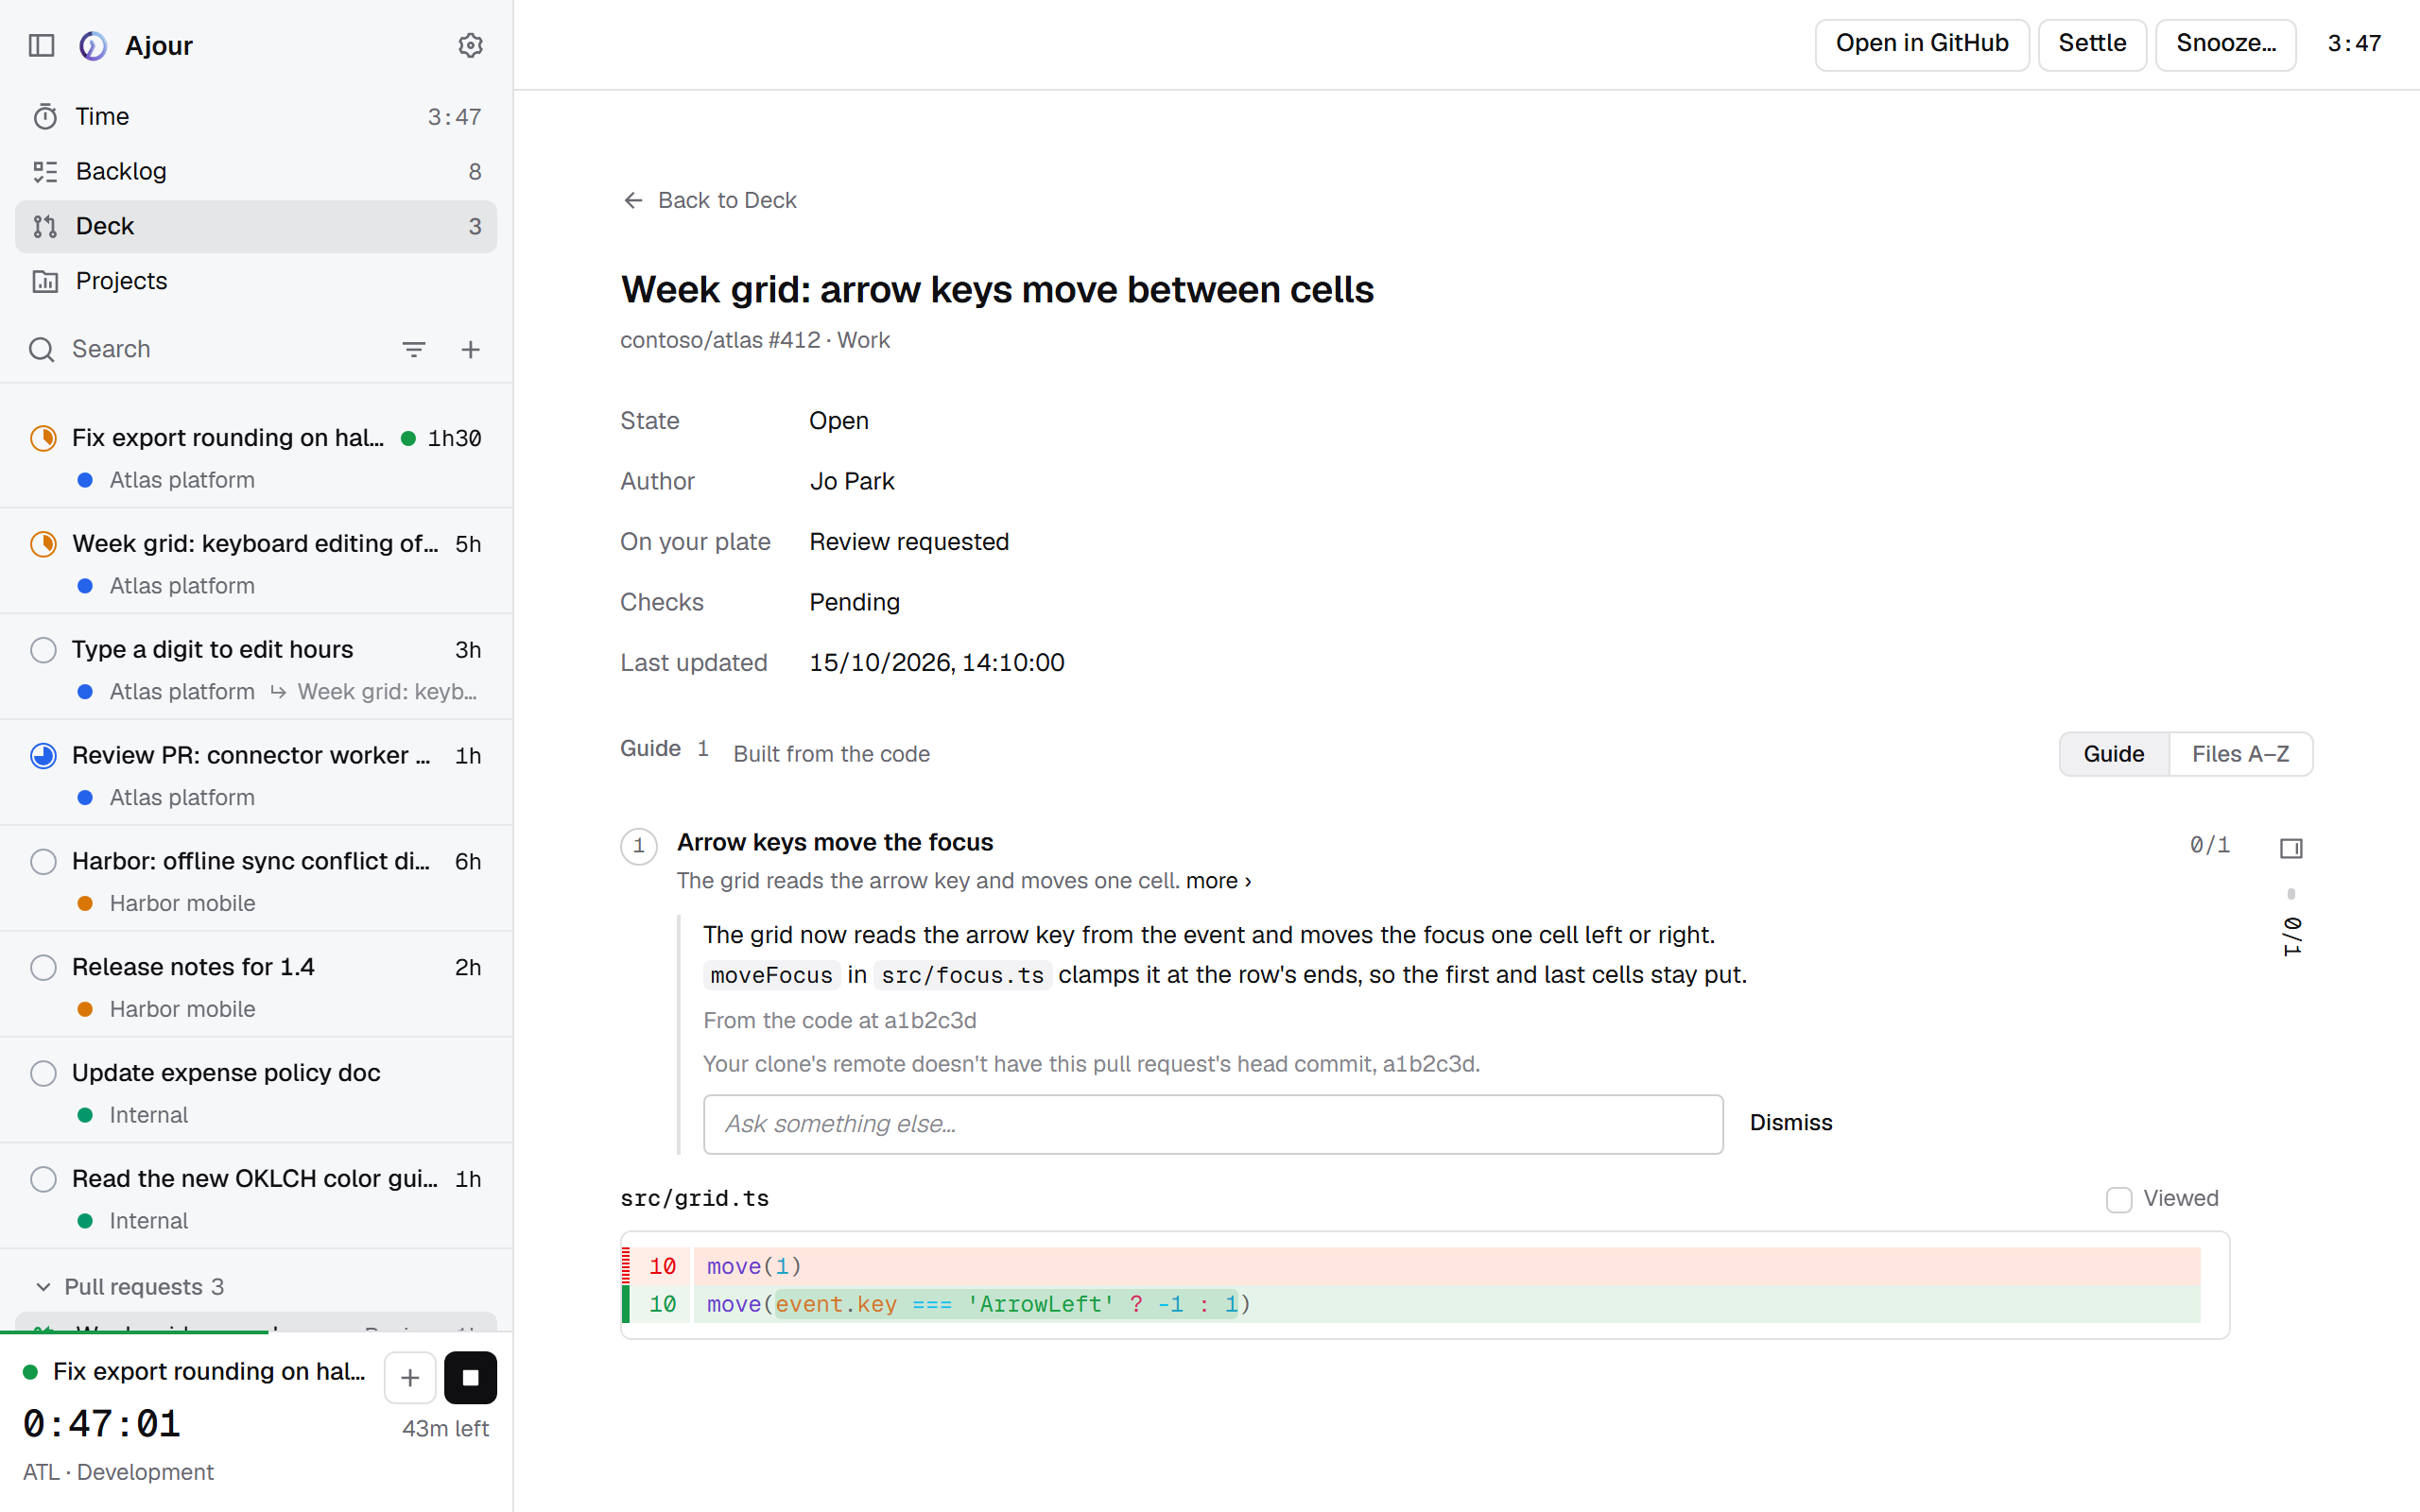 Ajour
Time 3:47
Backlog 8
Deck 3
Projects
Search
Fix export rounding on hal... 1h30
Atlas platform
Week grid: keyboard editing of... 5h
Atlas platform
Type a digit to edit hours 3h
Atlas platform ↳ Week grid: keyb...
Review PR: connector worker ... 1h
Atlas platform
Harbor: offline sync conflict di... 6h
Harbor mobile
Release notes for 1.4 2h
Harbor mobile
Update expense policy doc
Internal
Read the new OKLCH color gui... 1h
Internal
Pull requests 3
Fix export rounding on hal...
0:47:01 43m left
ATL · Development
Open in GitHub Settle Snooze... 3:47
← Back to Deck
Week grid: arrow keys move between cells
contoso/atlas #412 · Work
State Open
Author Jo Park
On your plate Review requested
Checks Pending
Last updated 15/10/2026, 14:10:00
Guide 1 Built from the code Guide Files A–Z
1 Arrow keys move the focus 0/1
The grid reads the arrow key and moves one cell. more ›
0/1
The grid now reads the arrow key from the event and moves the focus one cell left or right.
moveFocus in src/focus.ts clamps it at the row's ends, so the first and last cells stay put.
From the code at a1b2c3d
Your clone's remote doesn't have this pull request's head commit, a1b2c3d.
Ask something else... Dismiss
src/grid.ts Viewed
10 move(1)
10 move(event.key === 'ArrowLeft' ? -1 : 1)